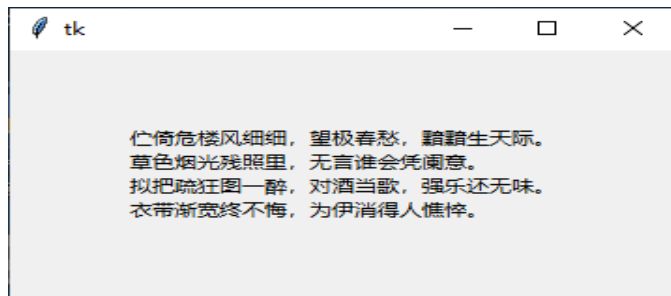 tk
伫倚危楼风细细，望极春愁，黯黯生天际。
草色烟光残照里，无言谁会凭阑意。
拟把疏狂图一醉，对酒当歌，强乐还无味。
衣带渐宽终不悔，为伊消得人憔悴。